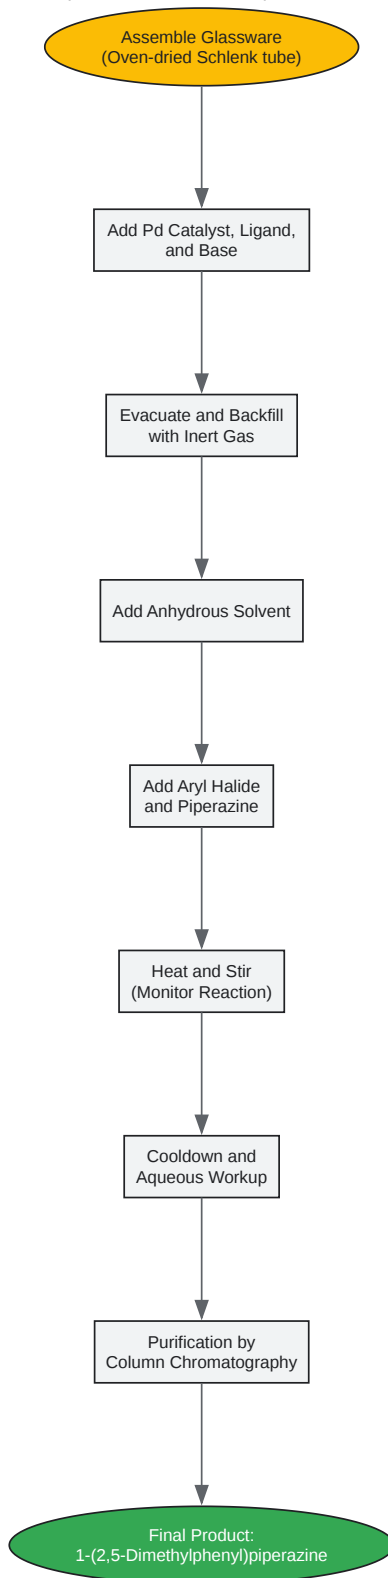 Assemble Glassware
(Oven-dried Schlenk tube)
Add Pd Catalyst, Ligand,
and Base
Evacuate and Backfill
with Inert Gas
Add Anhydrous Solvent
Add Aryl Halide
and Piperazine
Heat and Stir
(Monitor Reaction)
Cooldown and
Aqueous Workup
Purification by
Column Chromatography
Final Product:
1-(2,5-Dimethylphenyl)piperazine